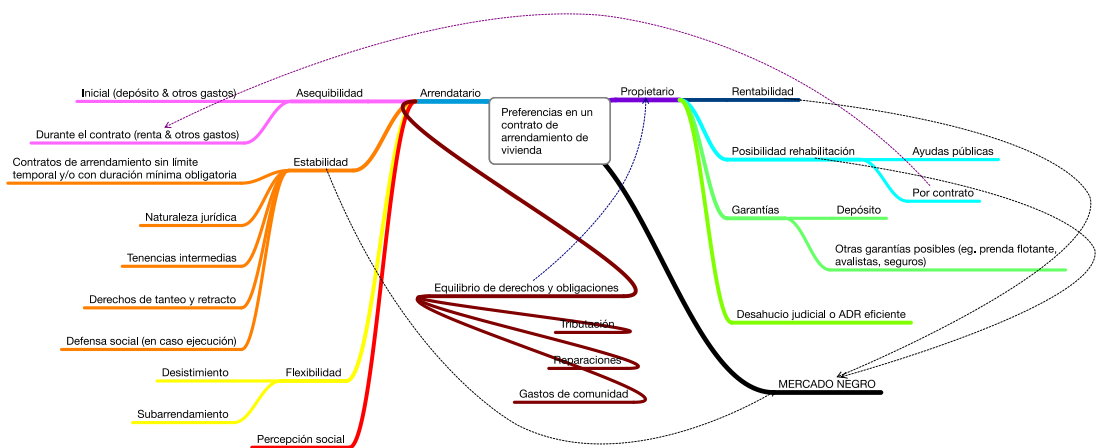 Preferencias en un
contrato de
arrendamiento de
vivienda
Arrendatario
Asequibilidad
Inicial (depósito & otros gastos)
Durante el contrato (renta & otros gastos)
Estabilidad
Contratos de arrendamiento sin límite
temporal y/o con duración mínima obligatoria
Naturaleza jurídica
Tenencias intermedias
Derechos de tanteo y retracto
Defensa social (en caso ejecución)
Flexibilidad
Desistimiento
Subarrendamiento
Percepción social
Equilibrio de derechos y obligaciones
Tributación
Reparaciones
Gastos de comunidad
Propietario
Rentabilidad
Posibilidad rehabilitación
Ayudas públicas
Por contrato
Garantías
Depósito
Otras garantías posibles (eg. prenda flotante,
avalistas, seguros)
Desahucio judicial o ADR eficiente
MERCADO NEGRO